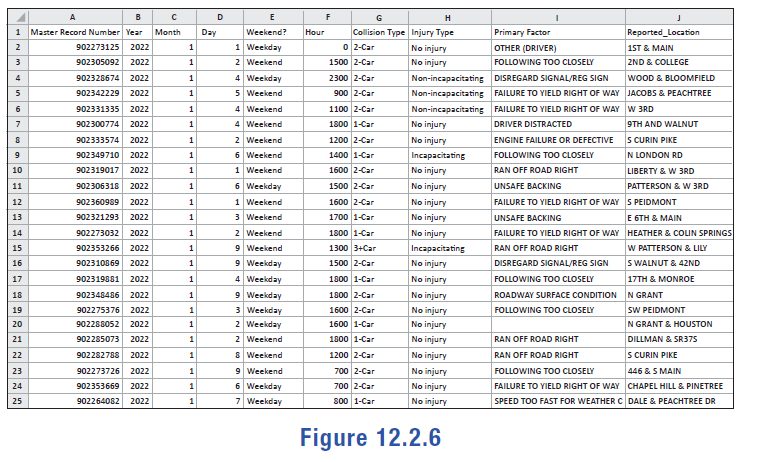 A B C D E F G H I J
1 Master Record Number Year Month Day Weekend? Hour Collision Type Injury Type Primary Factor Reported_Location
2 902273125 2022 1 1 Weekday 0 2-Car No injury OTHER (DRIVER) 1ST & MAIN
3 902305092 2022 1 2 Weekend 1500 2-Car No injury FOLLOWING TOO CLOSELY 2ND & COLLEGE
4 902328674 2022 1 4 Weekday 2300 2-Car Non-incapacitating DISREGARD SIGNAL/REG SIGN WOOD & BLOOMFIELD
5 902342229 2022 1 5 Weekend 900 2-Car Non-incapacitating FAILURE TO YIELD RIGHT OF WAY JACOBS & PEACHTREE
6 902331335 2022 1 4 Weekend 1100 2-Car Non-incapacitating FAILURE TO YIELD RIGHT OF WAY W 3RD
7 902300774 2022 1 4 Weekend 1800 1-Car No injury DRIVER DISTRACTED 9TH AND WALNUT
8 902333574 2022 1 2 Weekend 1200 2-Car No injury ENGINE FAILURE OR DEFECTIVE S CURIN PIKE
9 902349710 2022 1 6 Weekend 1400 1-Car Incapacitating FOLLOWING TOO CLOSELY N LONDON RD
10 902319017 2022 1 1 Weekend 1600 2-Car No injury RAN OFF ROAD RIGHT LIBERTY & W 3RD
11 902306318 2022 1 6 Weekday 1500 2-Car No injury UNSAFE BACKING PATTERSON & W 3RD
12 902360989 2022 1 1 Weekend 1600 2-Car No injury FAILURE TO YIELD RIGHT OF WAY S PEIDMONT
13 902321293 2022 1 3 Weekend 1700 1-Car No injury UNSAFE BACKING E 6TH & MAIN
14 902273032 2022 1 2 Weekend 1800 1-Car No injury FAILURE TO YIELD RIGHT OF WAY HEATHER & COLIN SPRINGS
15 902353266 2022 1 9 Weekend 1300 3+Car Incapacitating RAN OFF ROAD RIGHT W PATTERSON & LILY
16 902310869 2022 1 9 Weekday 1500 2-Car No injury DISREGARD SIGNAL/REG SIGN S WALNUT & 42ND
17 902319881 2022 1 4 Weekday 1800 1-Car No injury FOLLOWING TOO CLOSELY 17TH & MONROE
18 902348486 2022 1 9 Weekend 1800 2-Car No injury ROADWAY SURFACE CONDITION N GRANT
19 902275376 2022 1 3 Weekday 1600 2-Car No injury FOLLOWING TOO CLOSELY SW PEIDMONT
20 902288052 2022 1 2 Weekday 1600 1-Car No injury N GRANT & HOUSTON
21 902285073 2022 1 2 Weekend 1800 1-Car No injury RAN OFF ROAD RIGHT DILLMAN & SR37S
22 902282788 2022 1 8 Weekend 1200 2-Car No injury RAN OFF ROAD RIGHT S CURIN PIKE
23 902273726 2022 1 9 Weekend 700 2-Car No injury FOLLOWING TOO CLOSELY 446 & S MAIN
24 902353669 2022 1 6 Weekday 700 2-Car No injury FAILURE TO YIELD RIGHT OF WAY CHAPEL HILL & PINETREE
25 902264082 2022 1 7 Weekday 800 1-Car No injury SPEED TOO FAST FOR WEATHER C DALE & PEACHTREE DR
Figure 12.2.6